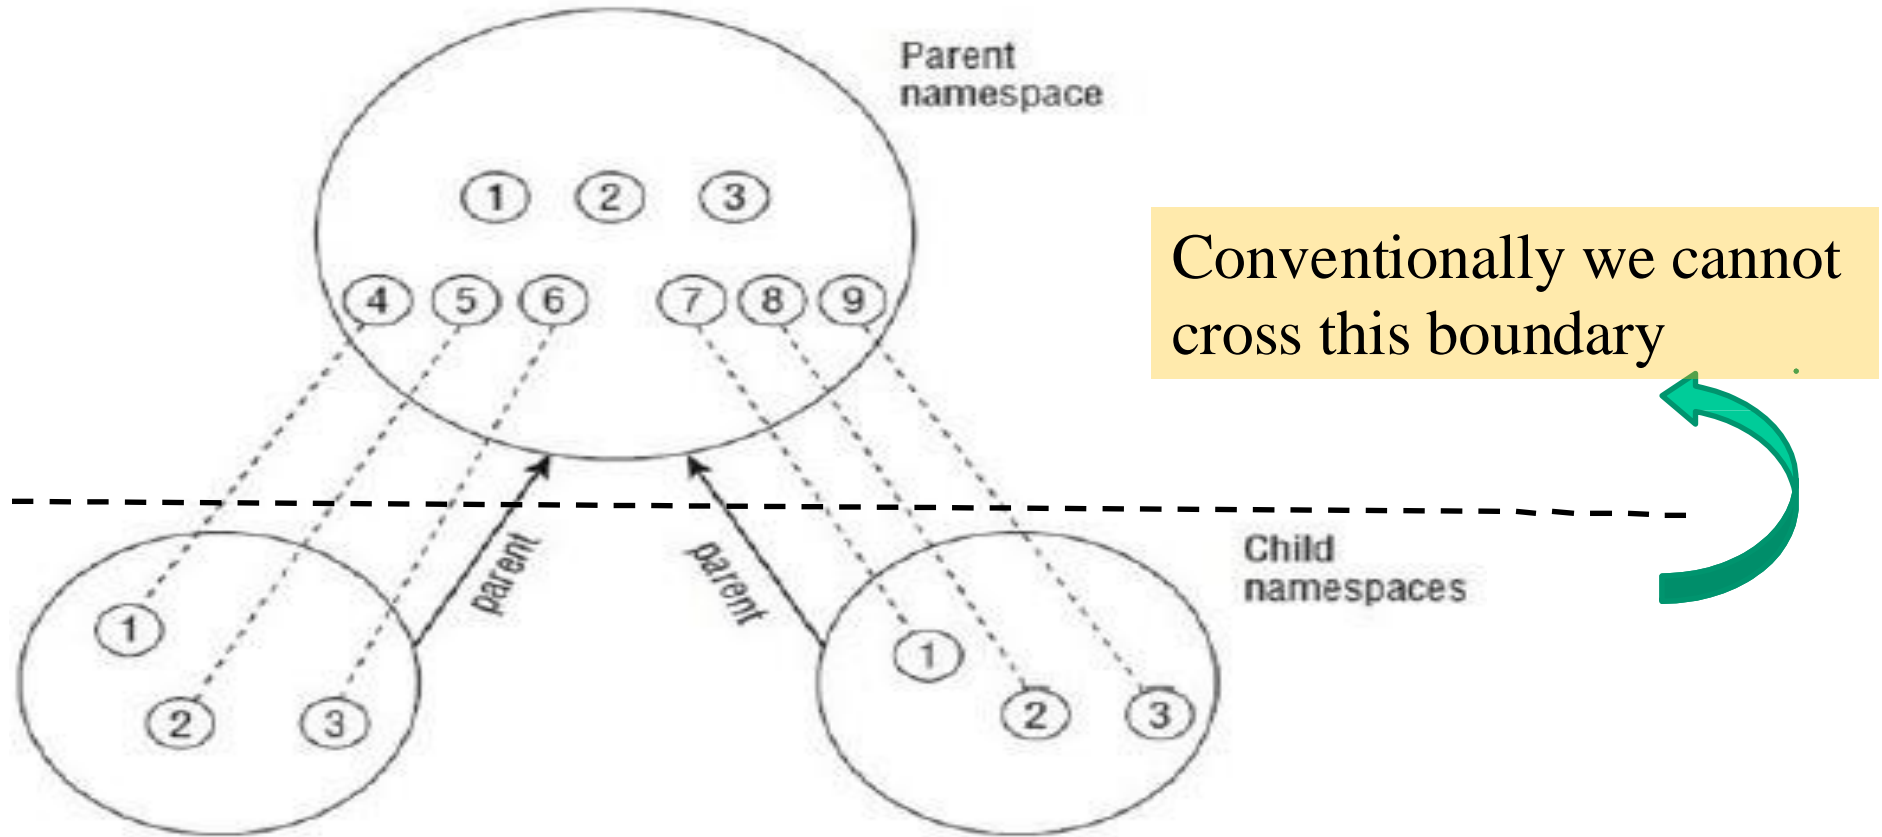 Parent
namespace
1 2 3
Conventionally we cannot
cross this boundary
4 5 6 7 8 9
parent
parent
Child
namespaces
1
2 3
1
2 3